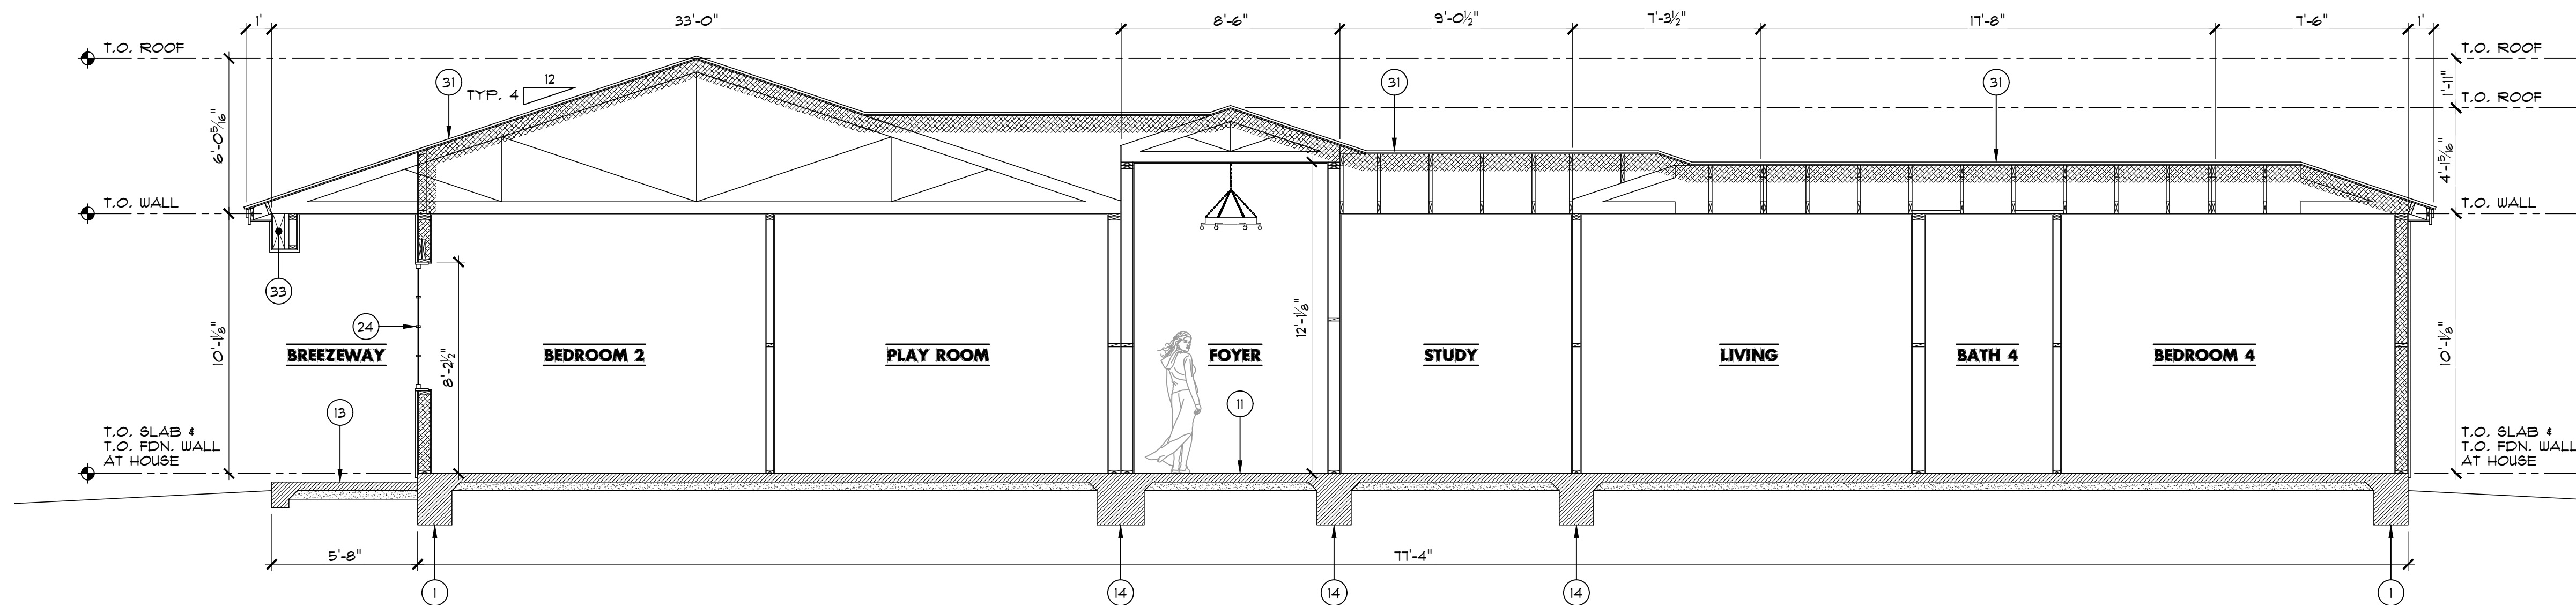 1'
33'-0"
8'-6"
9'-0½"
7'-3½"
17'-8"
7'-6"
1'
T.O. ROOF
T.O. ROOF
12
TYP. 4
31
31
31
1'-11"
T.O. ROOF
6'-0 5/16"
4'-1 5/16"
T.O. WALL
T.O. WALL
33
24
10'-1⅛"
8'-2½"
12'-1⅛"
10'-1⅛"
BREEZEWAY
BEDROOM 2
PLAY ROOM
FOYER
STUDY
LIVING
BATH 4
BEDROOM 4
13
11
T.O. SLAB &
T.O. FDN. WALL
AT HOUSE
T.O. SLAB &
T.O. FDN. WALL
AT HOUSE
5'-8"
77'-4"
1
14
14
14
1